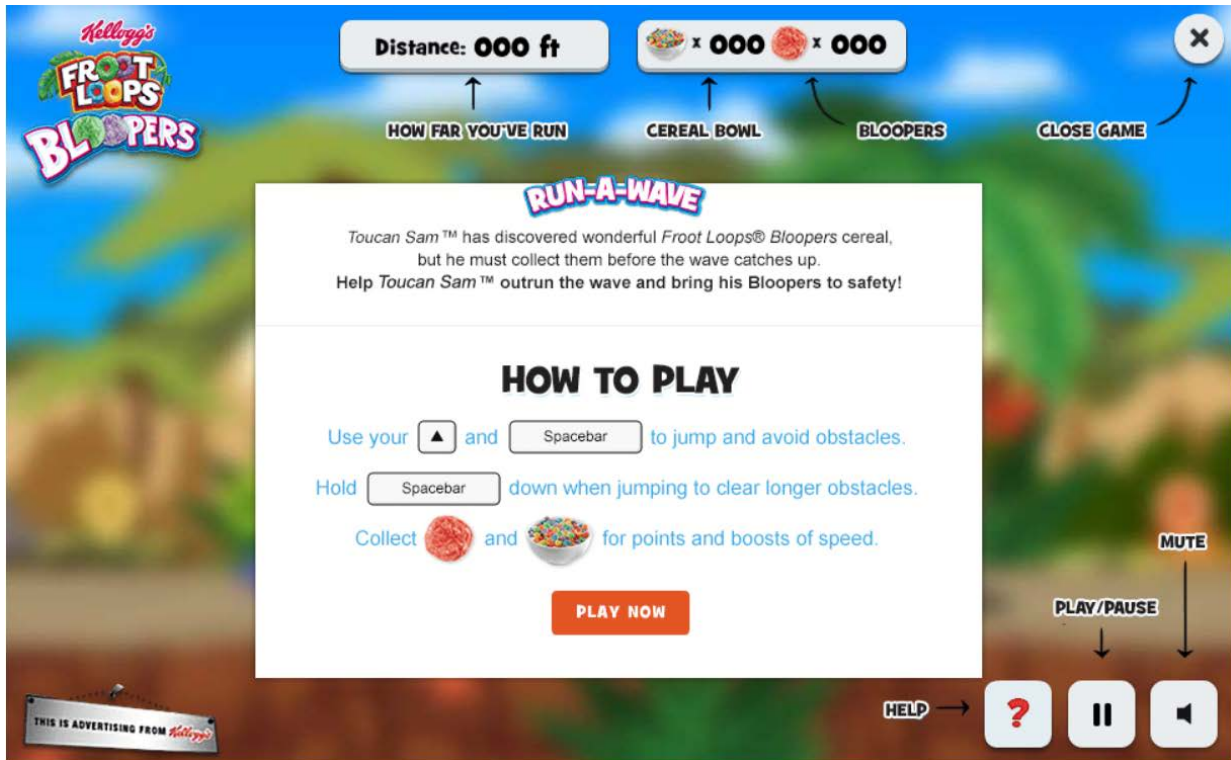 Kellogg's
FROOT
LOOPS
BLOOPERS
Distance: 000 ft
x 000 x 000
HOW FAR YOU'VE RUN
CEREAL BOWL
BLOOPERS
CLOSE GAME
RUN-A-WAVE
Toucan Sam™ has discovered wonderful Froot Loops® Bloopers cereal,
but he must collect them before the wave catches up.
Help Toucan Sam™ outrun the wave and bring his Bloopers to safety!
HOW TO PLAY
Use your ▲ and Spacebar to jump and avoid obstacles.
Hold Spacebar down when jumping to clear longer obstacles.
Collect and for points and boosts of speed.
PLAY NOW
MUTE
PLAY/PAUSE
HELP
?
THIS IS ADVERTISING FROM Kellogg's